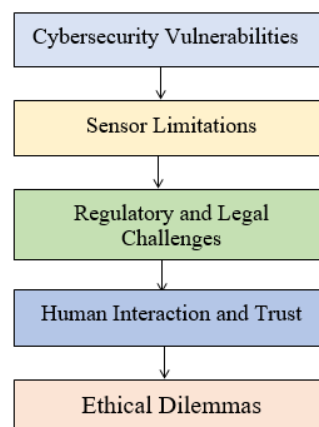 Cybersecurity Vulnerabilities
Sensor Limitations
Regulatory and Legal
Challenges
Human Interaction and Trust
Ethical Dilemmas